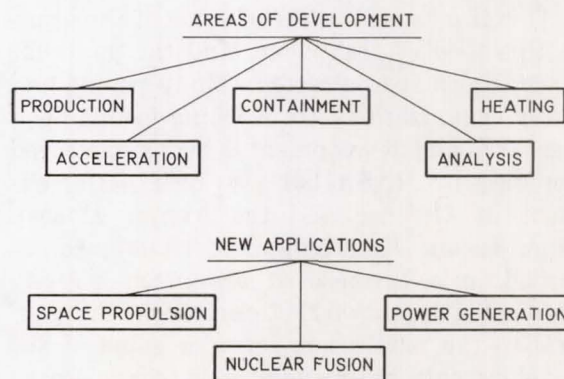 AREAS OF DEVELOPMENT
PRODUCTION CONTAINMENT HEATING
ACCELERATION ANALYSIS
NEW APPLICATIONS
SPACE PROPULSION POWER GENERATION
NUCLEAR FUSION